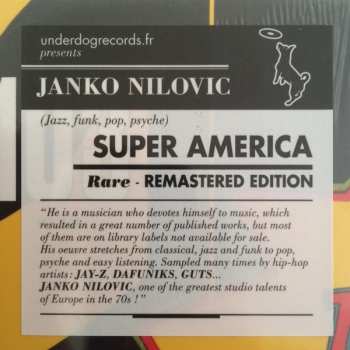 underdogrecords.fr
presents
JANKO NILOVIC
(Jazz, funk, pop, psyche)
SUPER AMERICA
Rare - REMASTERED EDITION
“He is a musician who devotes himself to music, which
resulted in a great number of published works, but most
of them are on library labels not available for sale.
His oeuvre stretches from classical, jazz and funk to pop,
psyche and easy listening. Sampled many times by hip-hop
artists: JAY-Z, DAFUNIKS, GUTS...
JANKO NILOVIC, one of the greatest studio talents
of Europe in the 70s !”